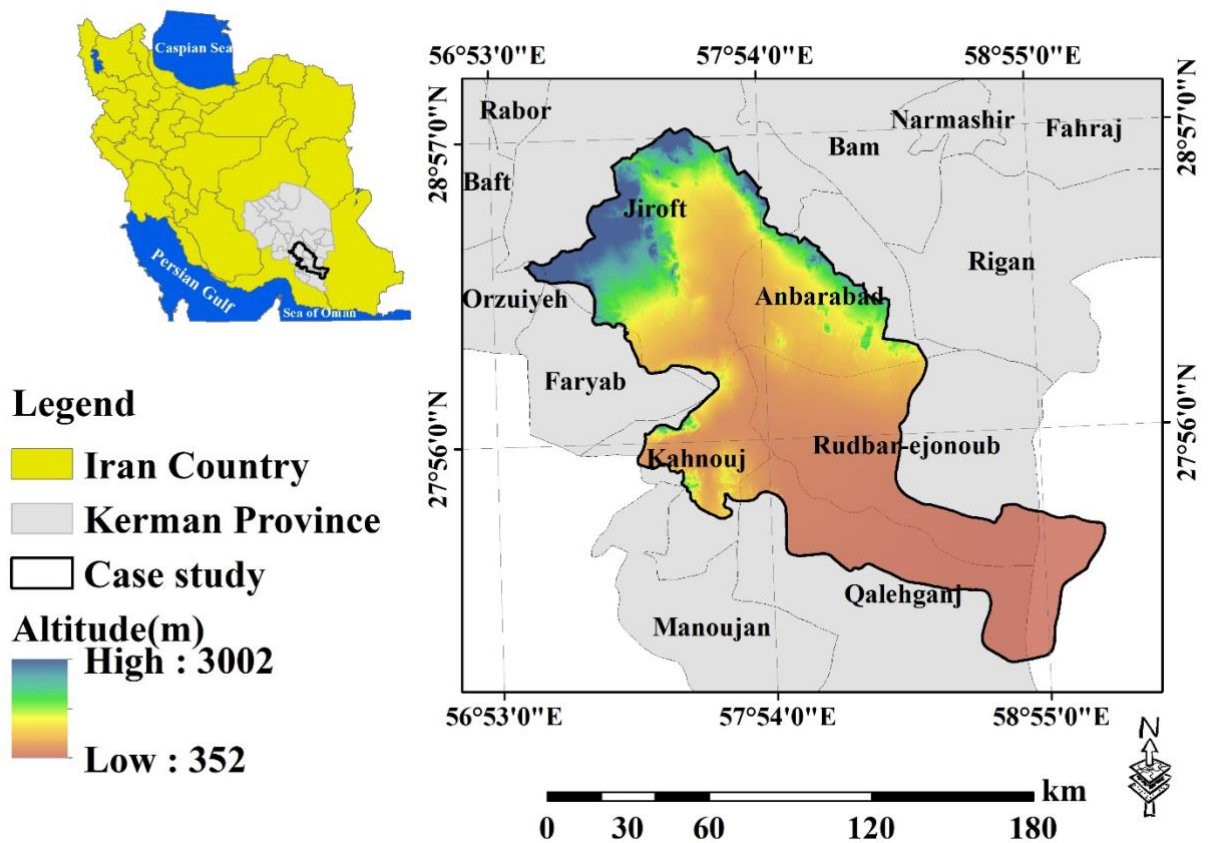 Caspian Sea
Persian Gulf
Sea of Oman
Legend
Iran Country
Kerman Province
Case study
Altitude(m)
High : 3002
Low : 352
56°53'0"E 57°54'0"E 58°55'0"E
28°57'0"N
27°56'0"N
28°57'0"N
27°56'0"N
Rabor
Narmashir
Fahraj
Bam
Baft
Jiroft
Rigan
Orzuiyeh
Anbarabad
Faryab
Kahnouj
Rudbar-ejonoub
Qalehganj
Manoujan
56°53'0"E 57°54'0"E 58°55'0"E
N
km
0 30 60 120 180